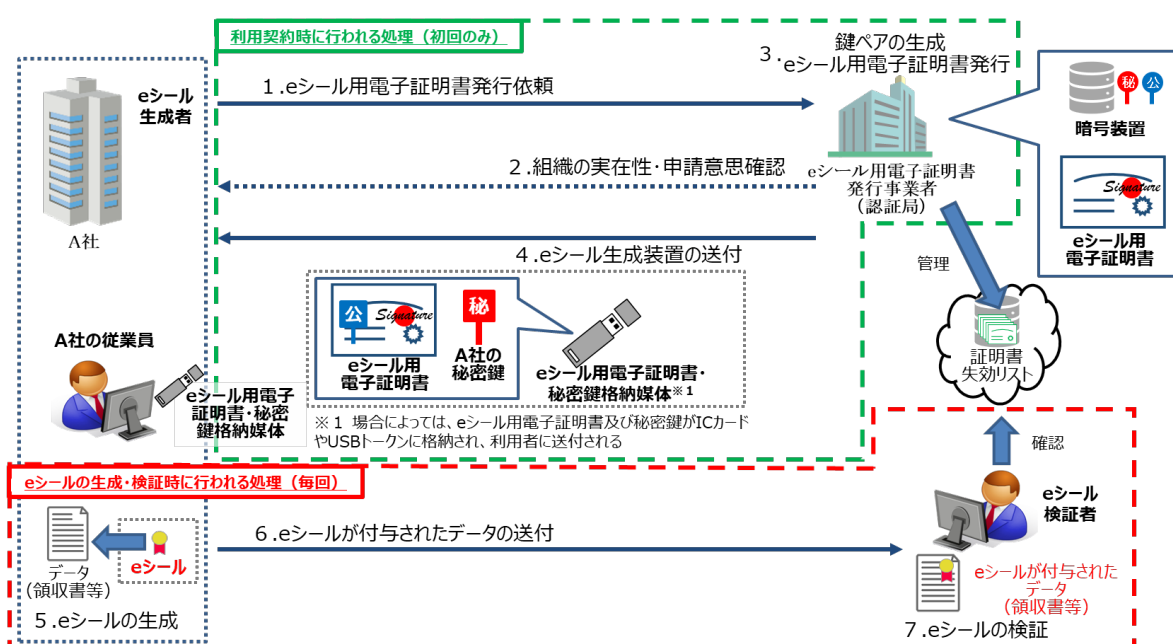 利用契約時に行われる処理（初回のみ）
eシール
生成者
A社
1.eシール用電子証明書発行依頼
3.
鍵ペアの生成
eシール用電子証明書発行
秘
公
暗号装置
2.組織の実在性・申請意思確認
eシール用電子証明書
発行事業者
（認証局）
Signature
eシール用
電子証明書
4.eシール生成装置の送付
管理
公
Signature
秘
eシール用
電子証明書
A社の
秘密鍵
eシール用電子証明書・
秘密鍵格納媒体※1
※1 場合によっては、eシール用電子証明書及び秘密鍵がICカード
やUSBトークンに格納され、利用者に送付される
証明書
失効リスト
A社の従業員
eシール用電子
証明書・秘密
鍵格納媒体
確認
eシールの生成・検証時に行われる処理（毎回）
eシール
検証者
データ
（領収書等）
eシール
5.eシールの生成
6.eシールが付与されたデータの送付
eシールが付与された
データ
（領収書等）
7.eシールの検証